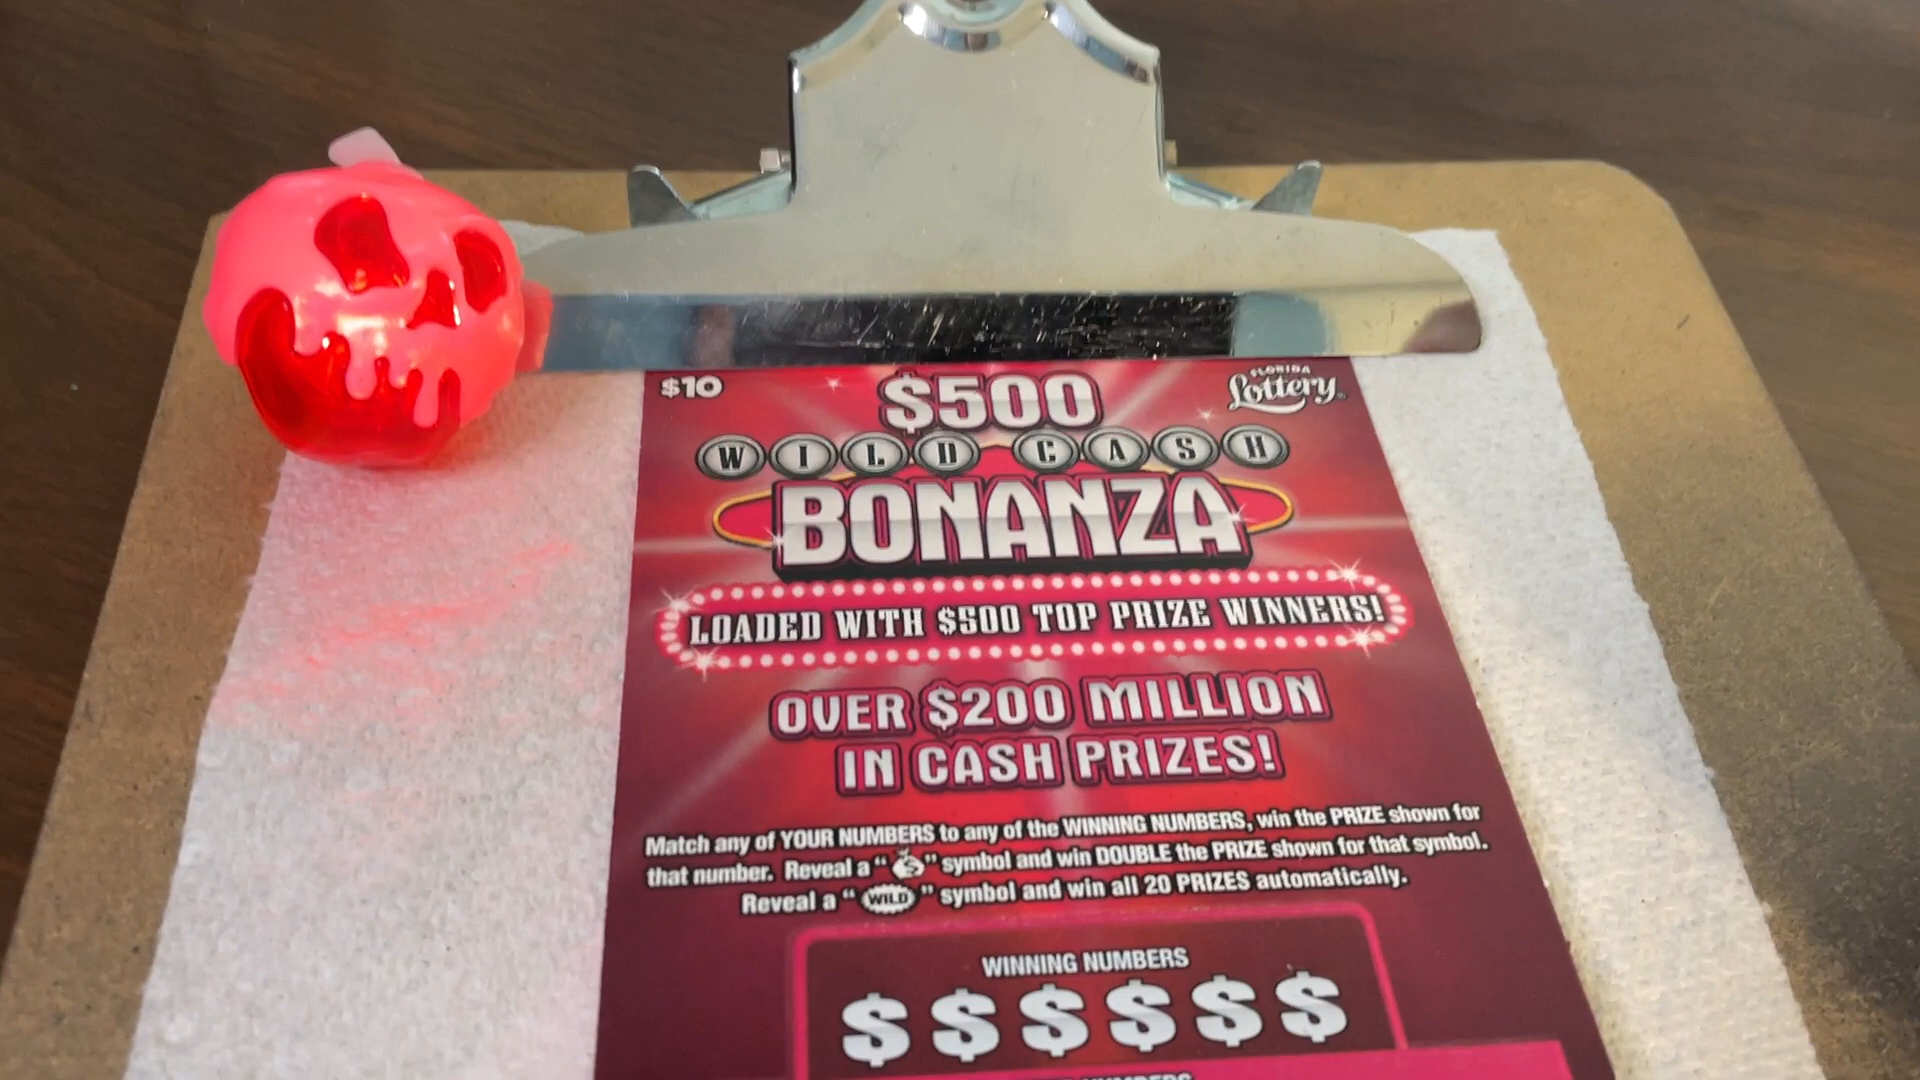 $10
$500
FLORIDA
Lottery
WILD CASH
BONANZA
LOADED WITH $500 TOP PRIZE WINNERS!
OVER $200 MILLION
IN CASH PRIZES!
Match any of YOUR NUMBERS to any of the WINNING NUMBERS, win the PRIZE shown for
that number. Reveal a " " symbol and win DOUBLE the PRIZE shown for that symbol.
Reveal a "WILD" symbol and win all 20 PRIZES automatically.
WINNING NUMBERS
$ $ $ $ $ $
NUMBERS